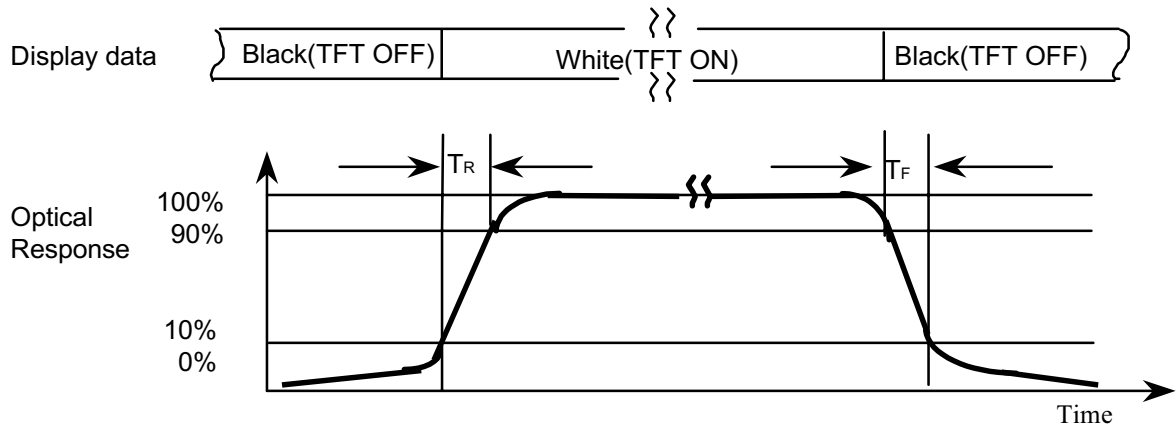 Display data
Black(TFT OFF)
White(TFT ON)
Black(TFT OFF)
TR
TF
Optical
Response
100%
90%
10%
0%
Time